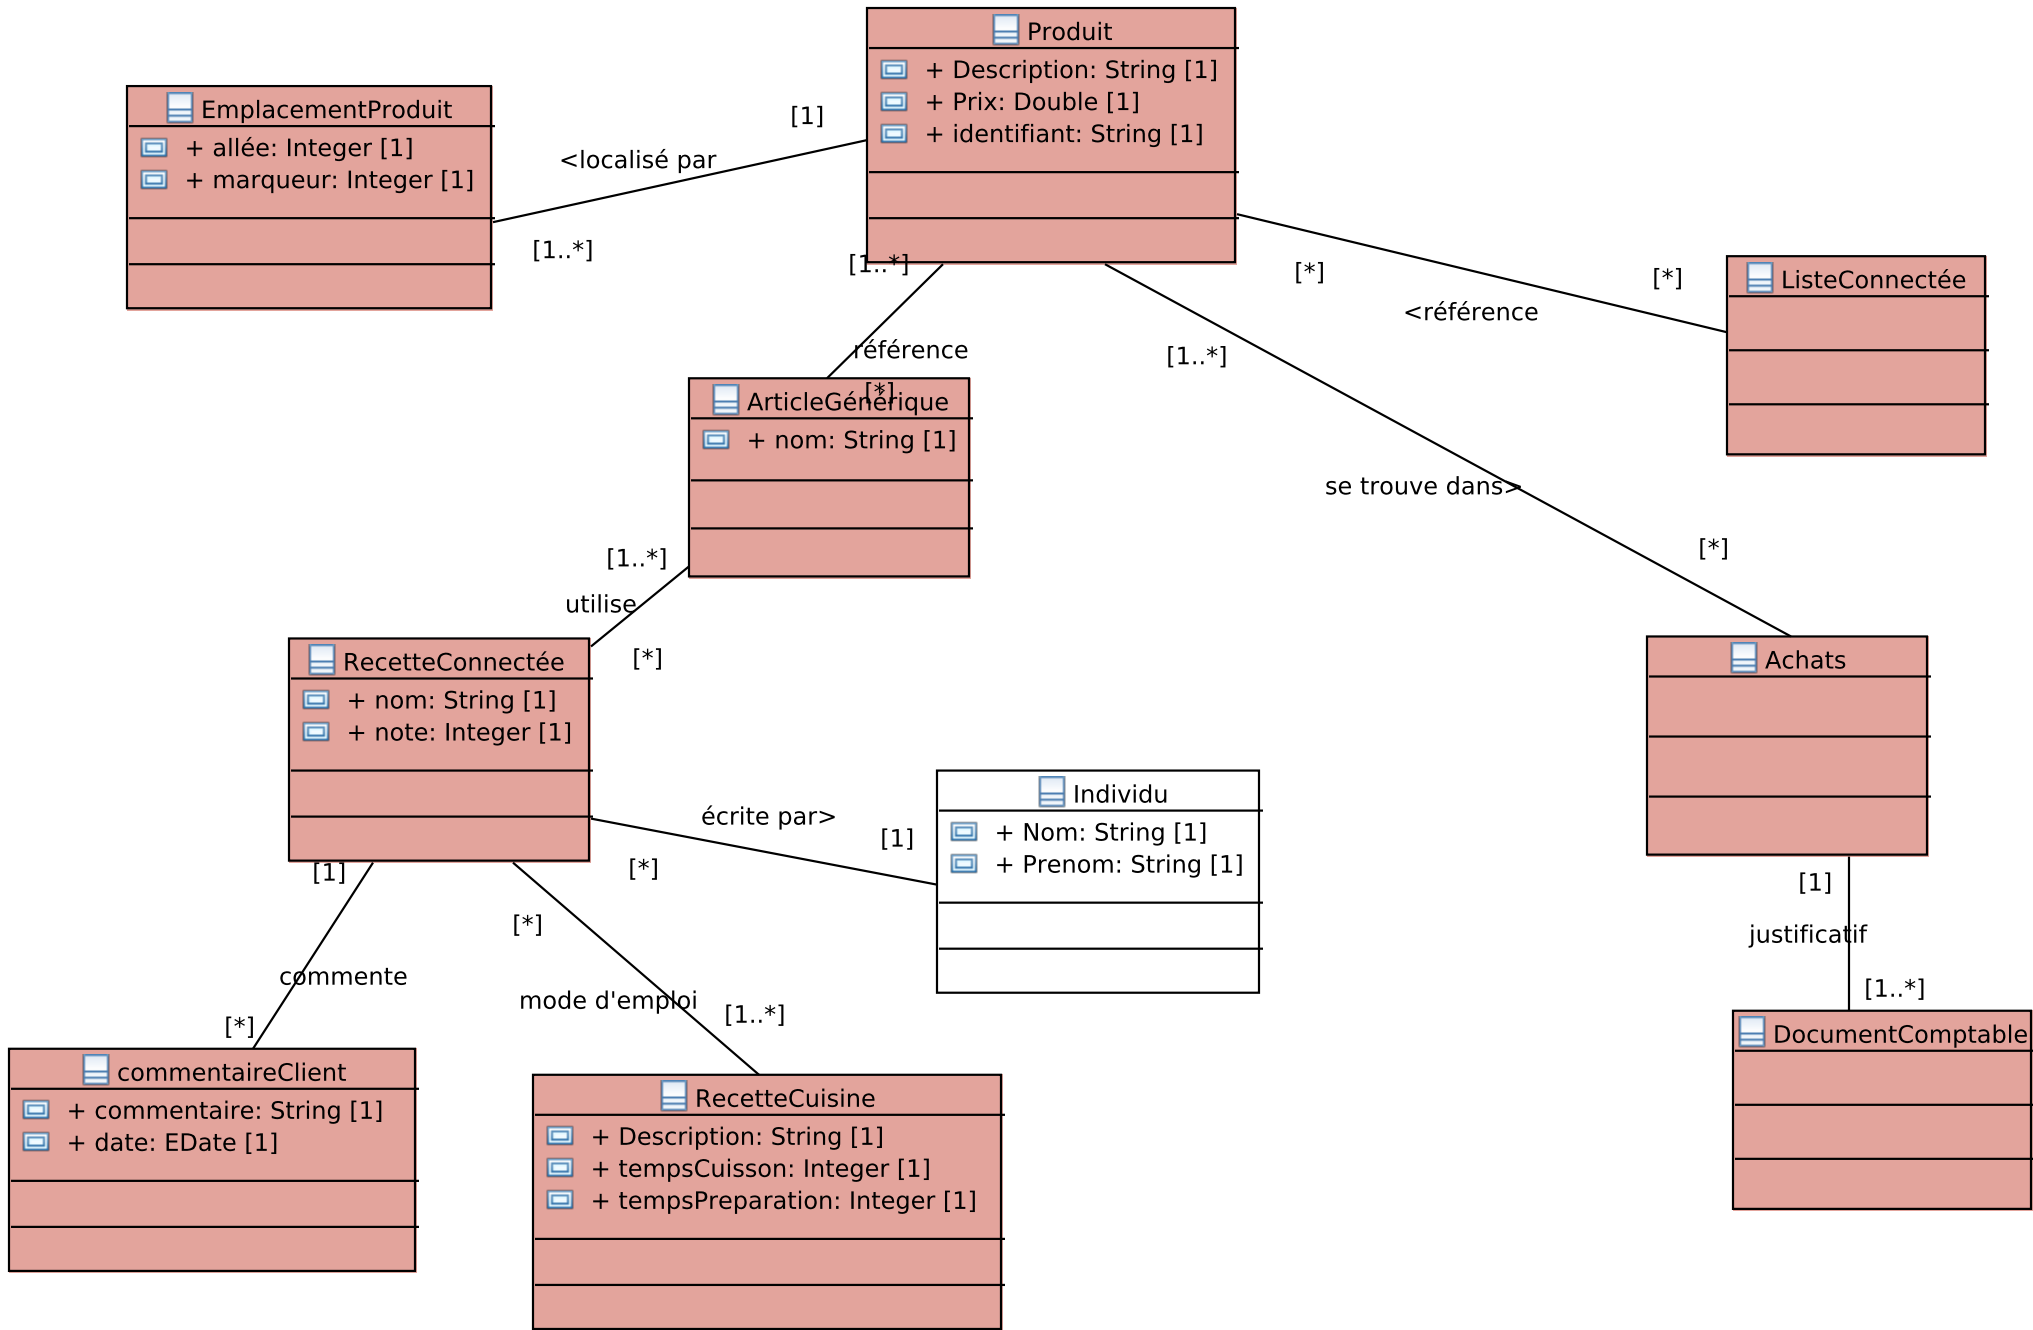 Produit
+ Description: String [1]
+ Prix: Double [1]
+ identifiant: String [1]
EmplacementProduit
+ allée: Integer [1]
+ marqueur: Integer [1]
[1]
<localisé par
[1..*]
[1..*]
référence
[*]
[*]
[*]
<référence
ListeConnectée
[1..*]
se trouve dans>
[*]
ArticleGénérique
+ nom: String [1]
[1..*]
utilise
[*]
RecetteConnectée
+ nom: String [1]
+ note: Integer [1]
Achats
écrite par>
[1]
[*]
Individu
+ Nom: String [1]
+ Prenom: String [1]
[1]
commente
[*]
[*]
mode d'emploi
[1..*]
[1]
justificatif
[1..*]
DocumentComptable
commentaireClient
+ commentaire: String [1]
+ date: EDate [1]
RecetteCuisine
+ Description: String [1]
+ tempsCuisson: Integer [1]
+ tempsPreparation: Integer [1]